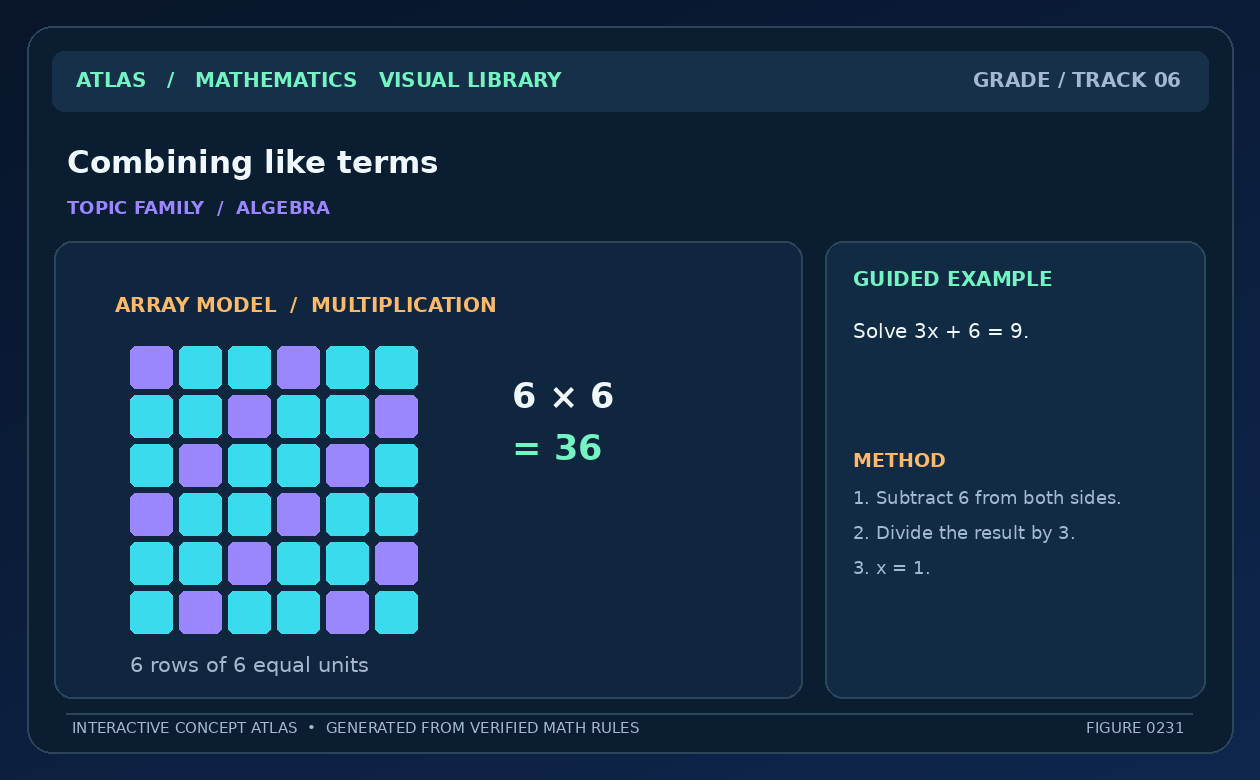 ATLAS / MATHEMATICS VISUAL LIBRARY
GRADE / TRACK 06
Combining like terms
TOPIC FAMILY / ALGEBRA
ARRAY MODEL / MULTIPLICATION
6 × 6
= 36
6 rows of 6 equal units
GUIDED EXAMPLE
Solve 3x + 6 = 9.
METHOD
1. Subtract 6 from both sides.
2. Divide the result by 3.
3. x = 1.
INTERACTIVE CONCEPT ATLAS • GENERATED FROM VERIFIED MATH RULES
FIGURE 0231